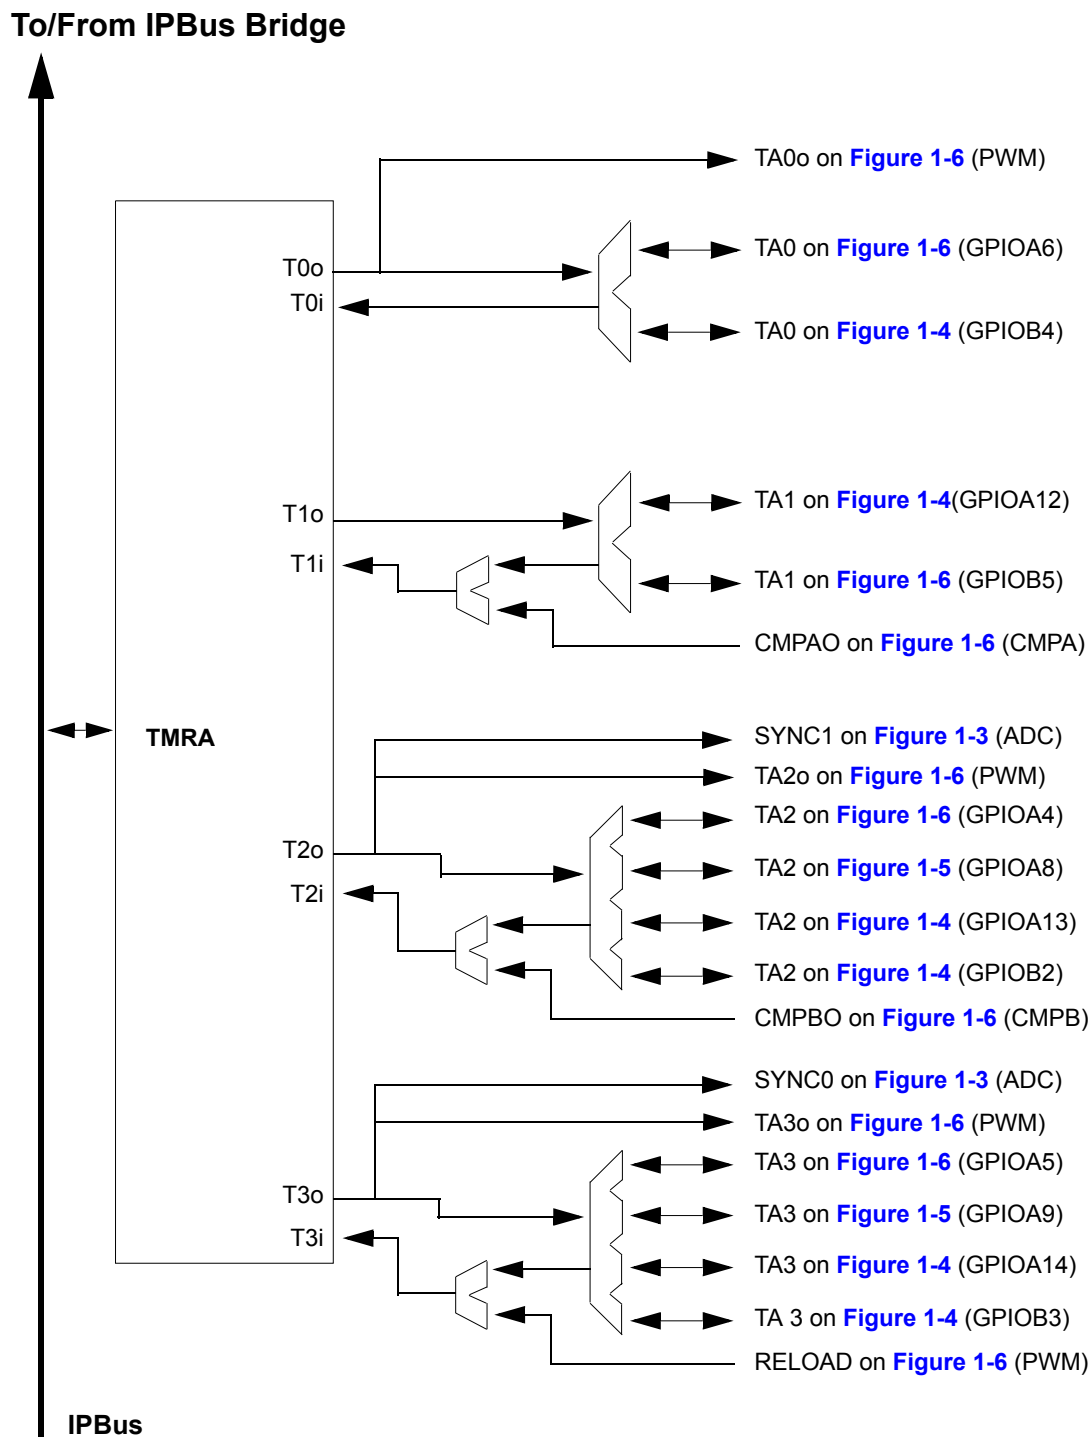 To/From IPBus Bridge
TA0o on Figure 1-6 (PWM)
TA0 on Figure 1-6 (GPIOA6)
T0o
T0i
TA0 on Figure 1-4 (GPIOB4)
TA1 on Figure 1-4(GPIOA12)
T1o
T1i
TA1 on Figure 1-6 (GPIOB5)
CMPAO on Figure 1-6 (CMPA)
TMRA
SYNC1 on Figure 1-3 (ADC)
TA2o on Figure 1-6 (PWM)
TA2 on Figure 1-6 (GPIOA4)
T2o
TA2 on Figure 1-5 (GPIOA8)
T2i
TA2 on Figure 1-4 (GPIOA13)
TA2 on Figure 1-4 (GPIOB2)
CMPBO on Figure 1-6 (CMPB)
SYNC0 on Figure 1-3 (ADC)
TA3o on Figure 1-6 (PWM)
TA3 on Figure 1-6 (GPIOA5)
T3o
TA3 on Figure 1-5 (GPIOA9)
T3i
TA3 on Figure 1-4 (GPIOA14)
TA 3 on Figure 1-4 (GPIOB3)
RELOAD on Figure 1-6 (PWM)
IPBus